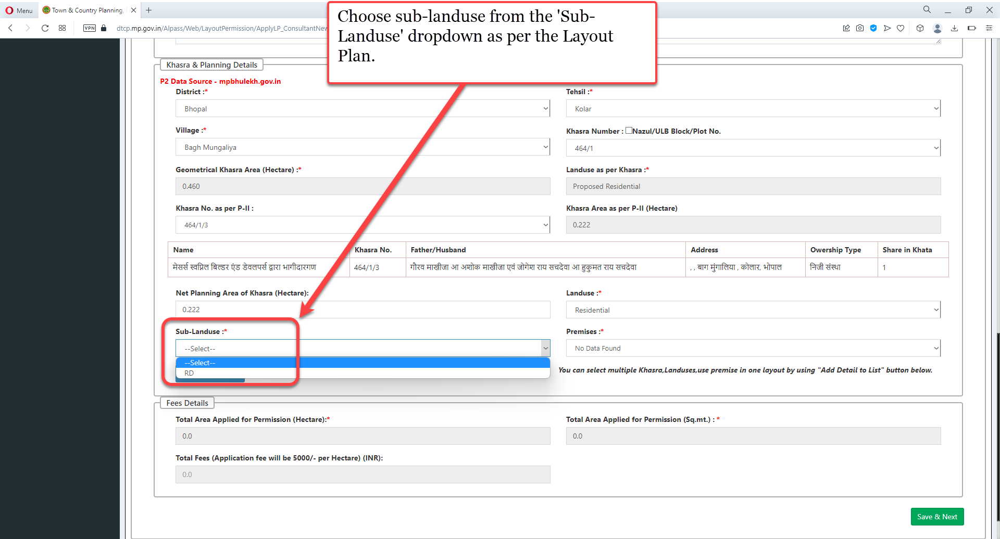 Menu
Town & Country Planning,
VPN
dtcp.mp.gov.in/Alpass/Web/LayoutPermission/ApplyLP_ConsultantNew
Choose sub-landuse from the 'Sub-
Landuse' dropdown as per the Layout
Plan.
Khasra & Planning Details
P2 Data Source - mpbhulekh.gov.in
District :* Tehsil :*
Bhopal Kolar
Village :* Khasra Number : Nazul/ULB Block/Plot No.
Bagh Mungaliya 464/1
Geometrical Khasra Area (Hectare) :* Landuse as per Khasra :*
0.460 Proposed Residential
Khasra No. as per P-II : Khasra Area as per P-II (Hectare)
464/1/3 0.222
Name Khasra No. Father/Husband Address Owership Type Share in Khata
मेसर्स स्वप्निल बिल्डर एंड डेवलपर्स द्वारा भागीदारगण 464/1/3 गौरव माखीजा आ अशोक माखीजा एवं जोगेश राय सचदेवा आ हुकुमत राय सचदेवा , , बाग मुंगालिया , कोलार, भोपाल निजी संस्था 1
Net Planning Area of Khasra (Hectare): Landuse :*
0.222 Residential
Sub-Landuse :* Premises :*
--Select-- No Data Found
--Select--
RD
You can select multiple Khasra,Landuses,use premise in one layout by using "Add Detail to List" button below.
Fees Details
Total Area Applied for Permission (Hectare):* Total Area Applied for Permission (Sq.mt.) : *
0.0 0.0
Total Fees (Application fee will be 5000/- per Hectare) (INR):
0.0
Save & Next